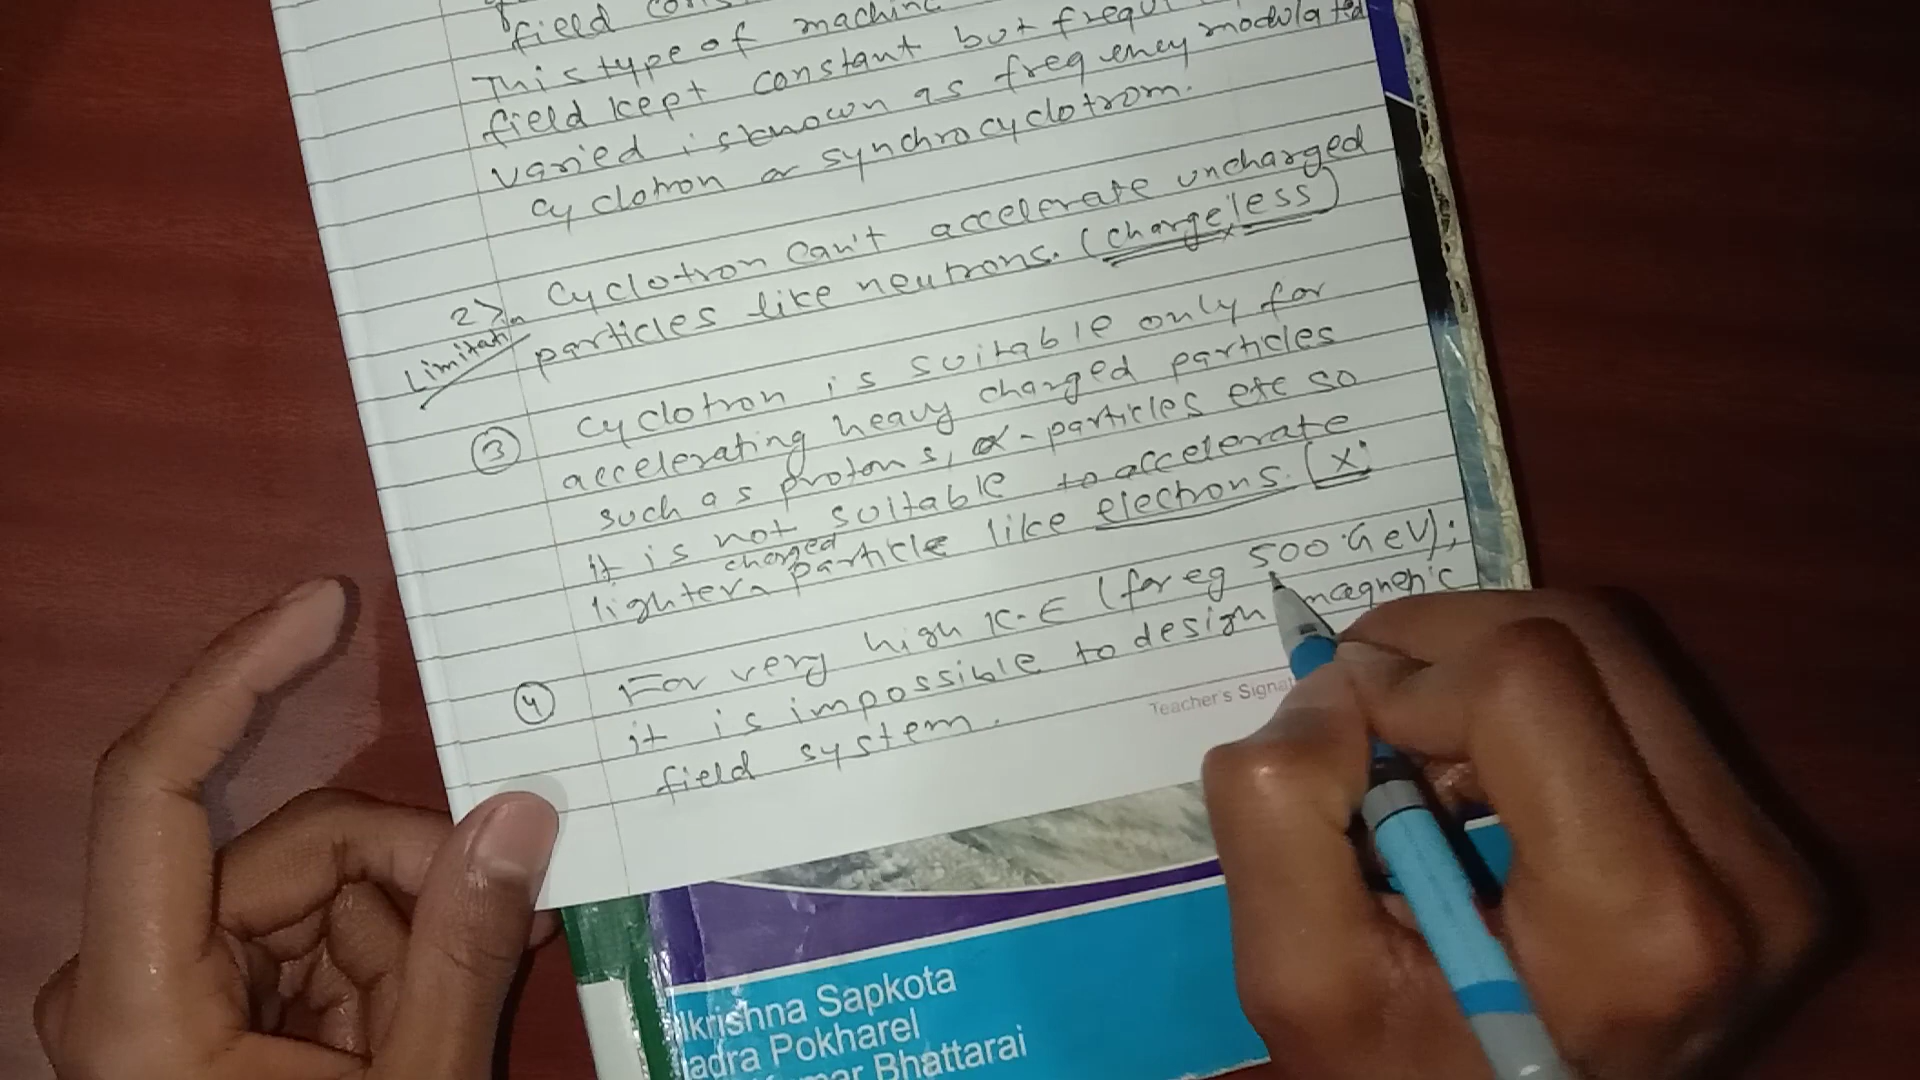 field cons
This type of machine
field kept constant but frequ
varied is known as frequency modulated
cyclotron or synchrocyclotrom.
2> Cyclotron can't accelerate uncharged
Limitation
particles like neutrons. (chargeless)
3 Cyclotron is suitable only for
accelerating heavy charged particles
such as protons, α-particles etc so
it is not suitable to accelerate
charged
lighter particle like electrons. (x)
4 For very high K.E (for eg 500 GeV);
it is impossible to design magnetic
field system.
Teacher's Signat
lkrishna Sapkota
adra Pokharel
mar Bhattarai